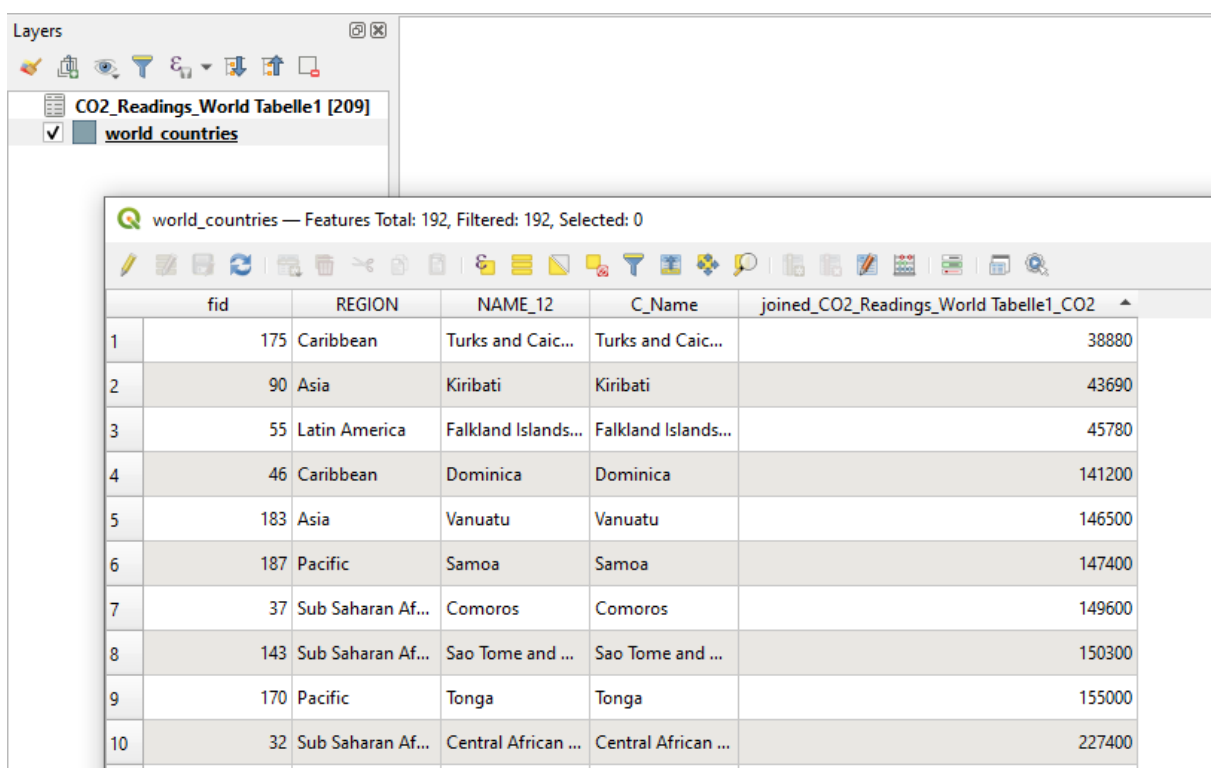 Layers
CO2_Readings_World Tabelle1 [209]
world_countries
world_countries — Features Total: 192, Filtered: 192, Selected: 0
fid REGION NAME_12 C_Name joined_CO2_Readings_World Tabelle1_CO2
1 175 Caribbean Turks and Caic... Turks and Caic... 38880
2 90 Asia Kiribati Kiribati 43690
3 55 Latin America Falkland Islands... Falkland Islands... 45780
4 46 Caribbean Dominica Dominica 141200
5 183 Asia Vanuatu Vanuatu 146500
6 187 Pacific Samoa Samoa 147400
7 37 Sub Saharan Af... Comoros Comoros 149600
8 143 Sub Saharan Af... Sao Tome and ... Sao Tome and ... 150300
9 170 Pacific Tonga Tonga 155000
10 32 Sub Saharan Af... Central African ... Central African ... 227400